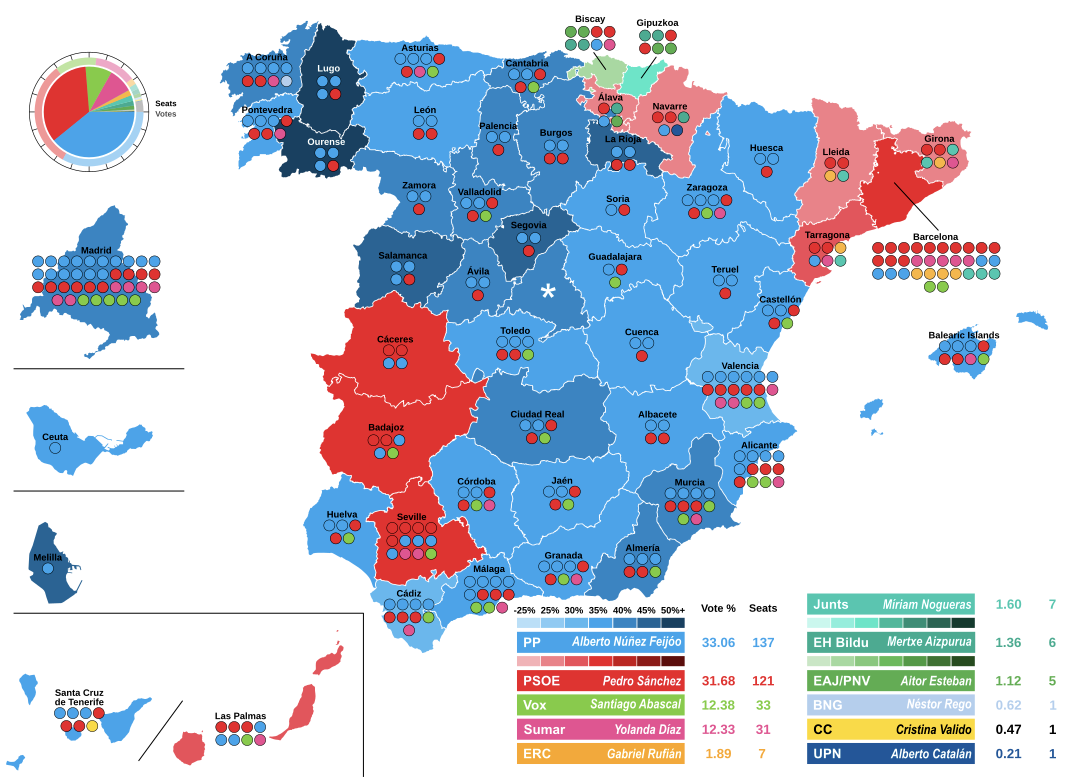 Biscay
Gipuzkoa
A Coruña
Lugo
Asturias
Cantabria
Seats
Votes
Pontevedra
León
Álava
Navarre
Ourense
Palencia
Burgos
La Rioja
Huesca
Lleida
Girona
Zamora
Valladolid
Soria
Zaragoza
Segovia
Tarragona
Barcelona
Madrid
Salamanca
Ávila
Guadalajara
Teruel
*
Castellón
Cáceres
Toledo
Cuenca
Balearic Islands
Valencia
Badajoz
Ciudad Real
Albacete
Ceuta
Alicante
Córdoba
Jaén
Murcia
Huelva
Seville
Melilla
Málaga
Granada
Almería
Cádiz
-25% 25% 30% 35% 40% 45% 50%+ Vote % Seats
PP Alberto Núñez Feijóo 33.06 137
PSOE Pedro Sánchez 31.68 121
Vox Santiago Abascal 12.38 33
Sumar Yolanda Díaz 12.33 31
ERC Gabriel Rufián 1.89 7
Junts Míriam Nogueras 1.60 7
EH Bildu Mertxe Aizpurua 1.36 6
EAJ/PNV Aitor Esteban 1.12 5
BNG Néstor Rego 0.62 1
CC Cristina Valido 0.47 1
UPN Alberto Catalán 0.21 1
Santa Cruz
de Tenerife
Las Palmas